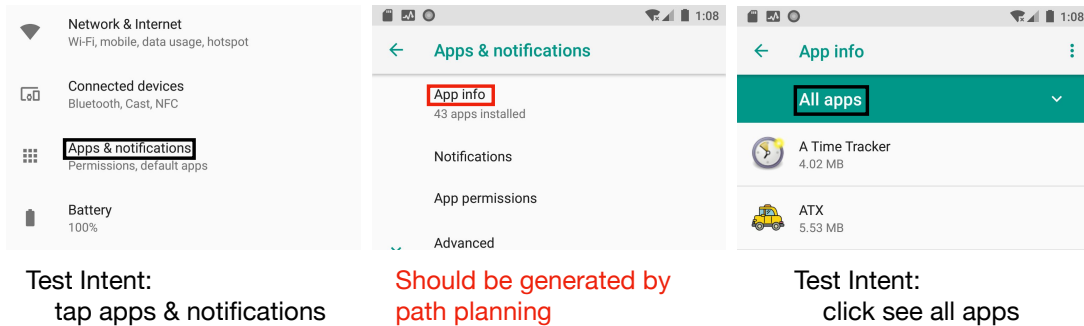 Network & Internet
Wi-Fi, mobile, data usage, hotspot
Connected devices
Bluetooth, Cast, NFC
Apps & notifications
Permissions, default apps
Battery
100%
Test Intent:
tap apps & notifications
1:08
Apps & notifications
App info
43 apps installed
Notifications
App permissions
Advanced
Should be generated by
path planning
1:08
App info
All apps
A Time Tracker
4.02 MB
ATX
5.53 MB
Test Intent:
click see all apps